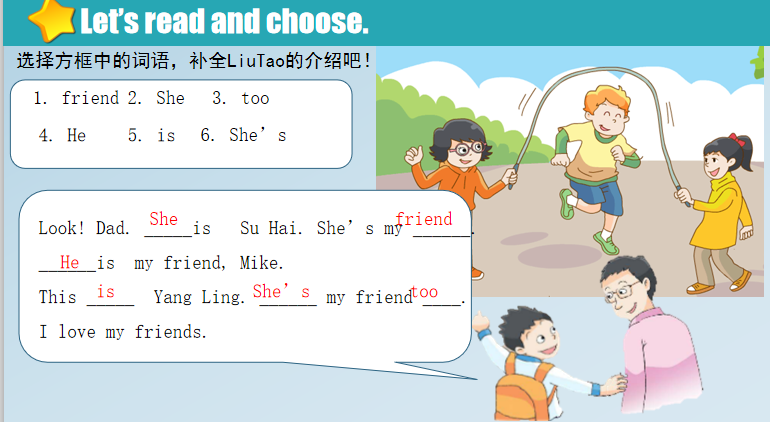 Let's read and choose.
选择方框中的词语，补全LiuTao的介绍吧！
1. friend 2. She 3. too
4. He 5. is 6. She's
Look! Dad. She is Su Hai. She's my friend.
He is my friend, Mike.
This is Yang Ling. She's my friend too.
I love my friends.